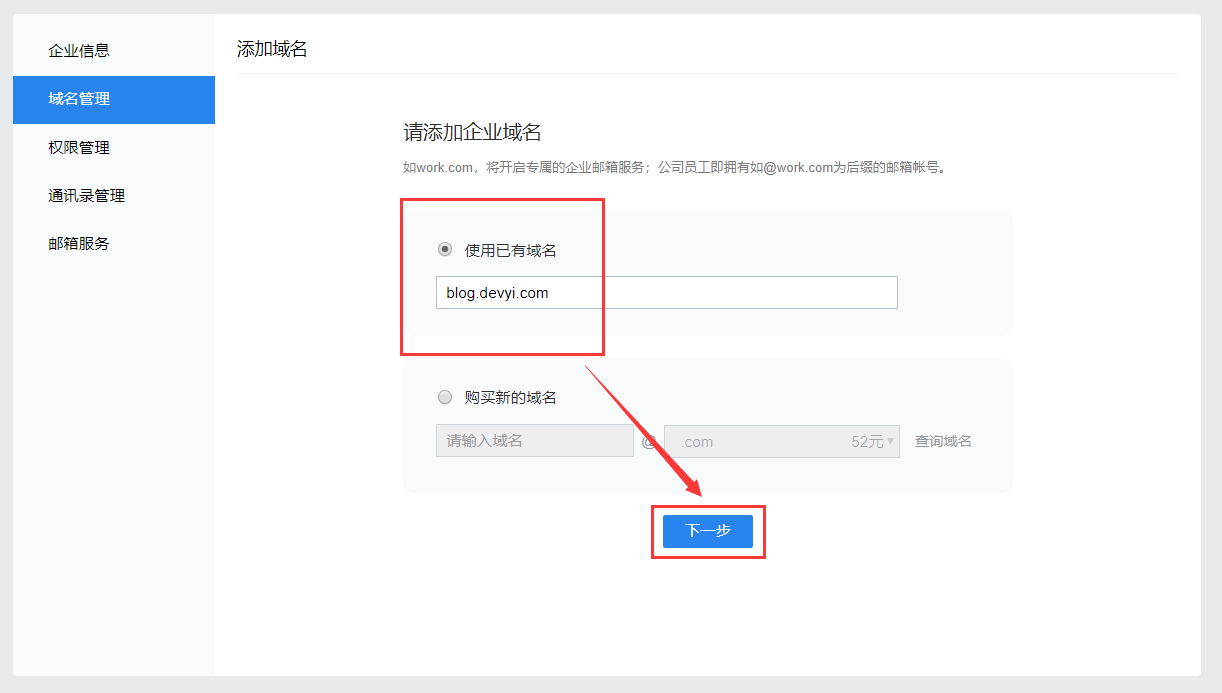 企业信息
域名管理
权限管理
通讯录管理
邮箱服务
添加域名
请添加企业域名
如work.com，将开启专属的企业邮箱服务；公司员工即拥有如@work.com为后缀的邮箱帐号。
使用已有域名
blog.devyi.com
购买新的域名
请输入域名 @ .com 52元 查询域名
下一步